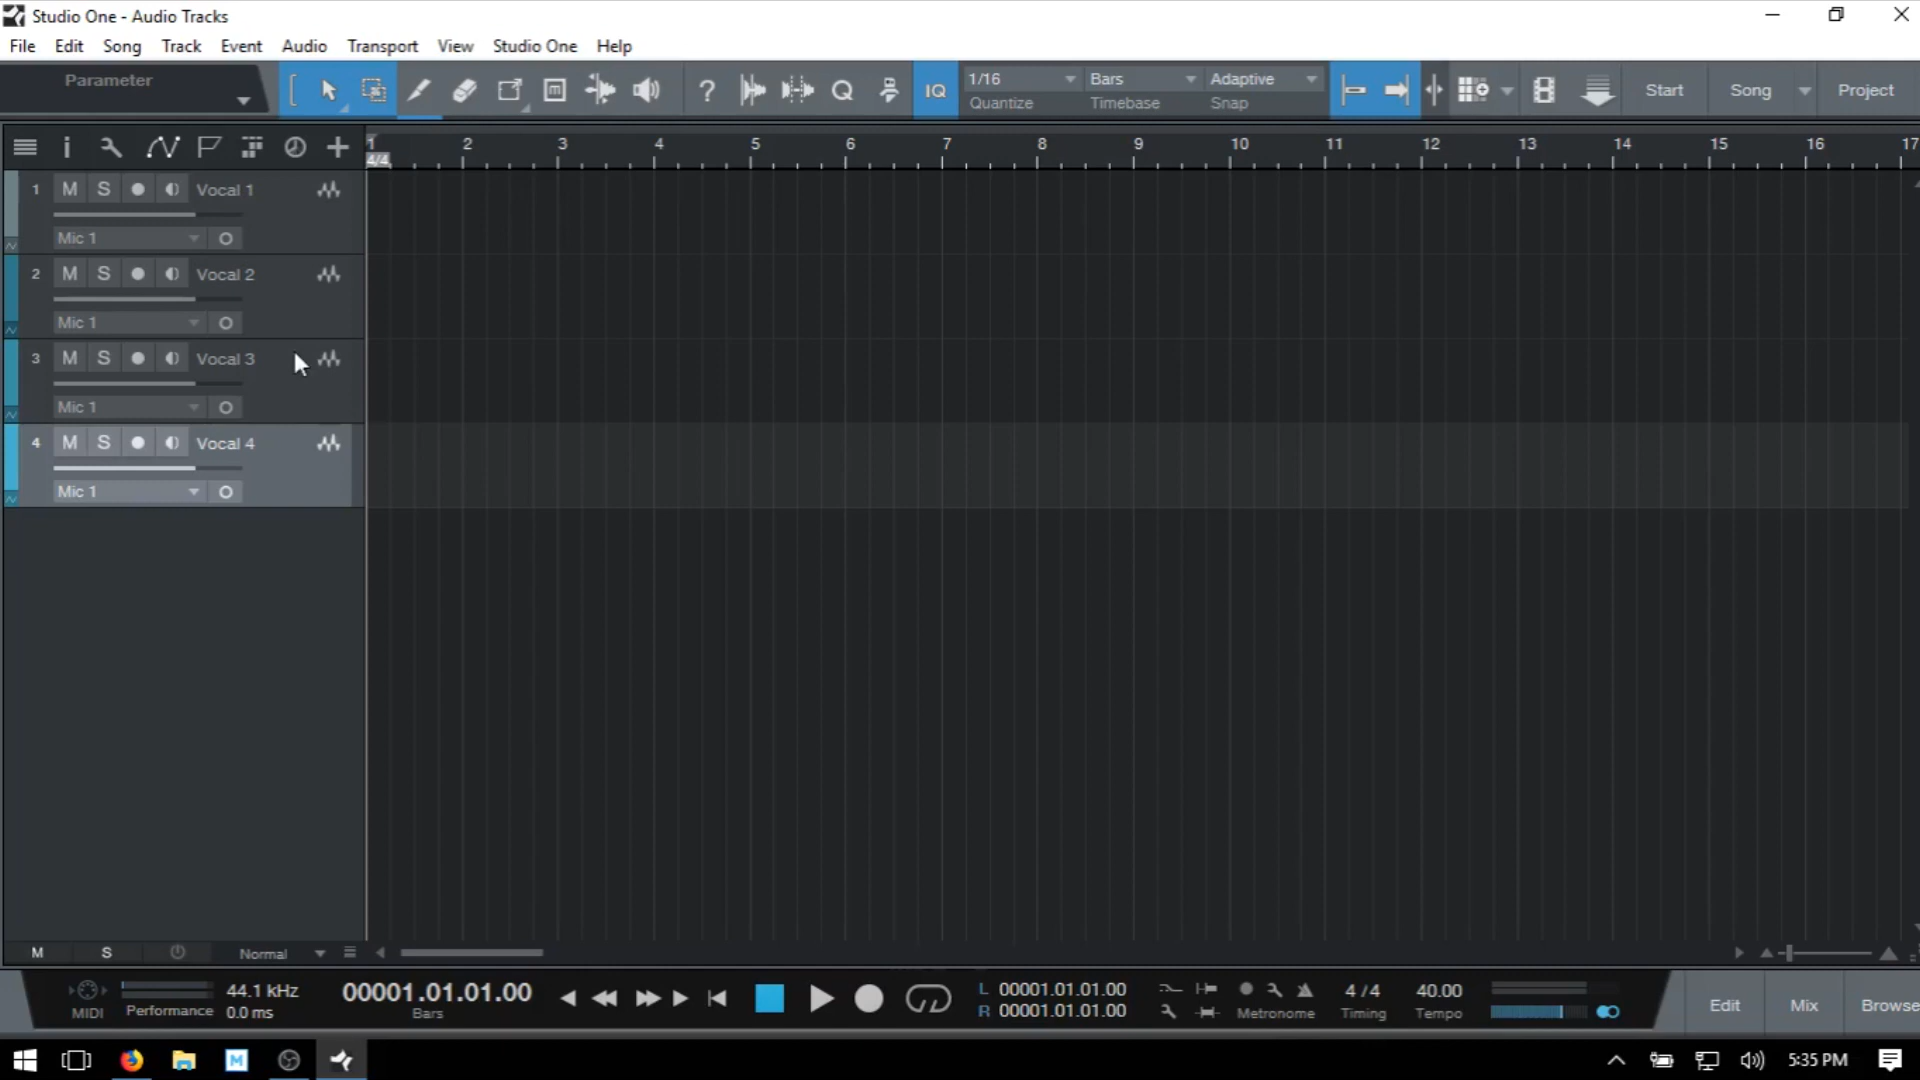 Studio One - Audio Tracks
File Edit Song Track Event Audio Transport View Studio One Help
Parameter
? Q IQ
1/16 Bars Adaptive
Quantize Timebase Snap
Start Song Project
i
1 2 3 4 5 6 7 8 9 10 11 12 13 14 15 16 17
4/4
1 M S Vocal 1
Mic 1
2 M S Vocal 2
Mic 1
3 M S Vocal 3
Mic 1
4 M S Vocal 4
Mic 1
M S Normal
MIDI Performance
44.1 kHz
0.0 ms
00001.01.01.00
Bars
L 00001.01.01.00
R 00001.01.01.00
Metronome
4 / 4
Timing
40.00
Tempo
Edit Mix Browse
M
5:35 PM